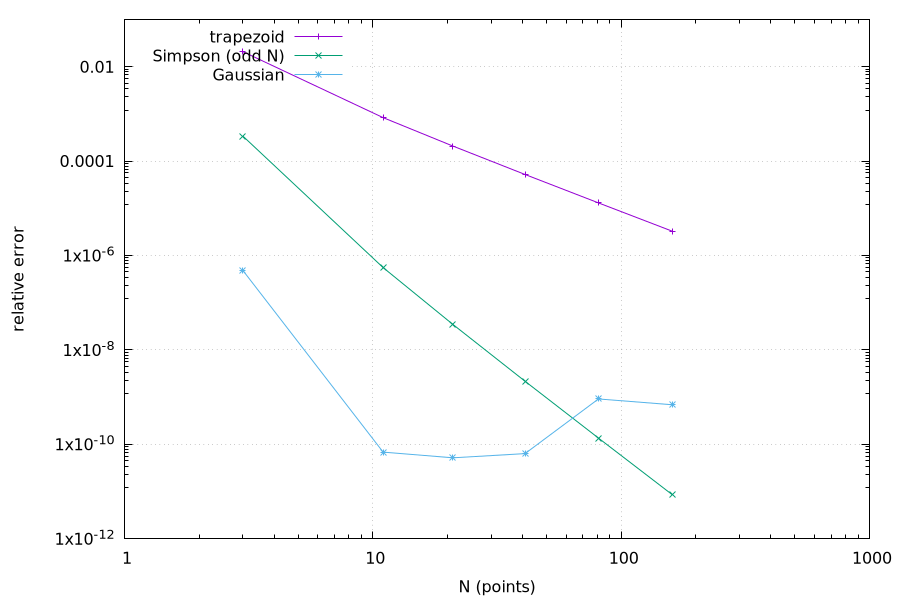 trapezoid
Simpson (odd N)
Gaussian
0.01
0.0001
1x10⁻⁶
1x10⁻⁸
1x10⁻¹⁰
1x10⁻¹²
relative error
1 10 100 1000
N (points)